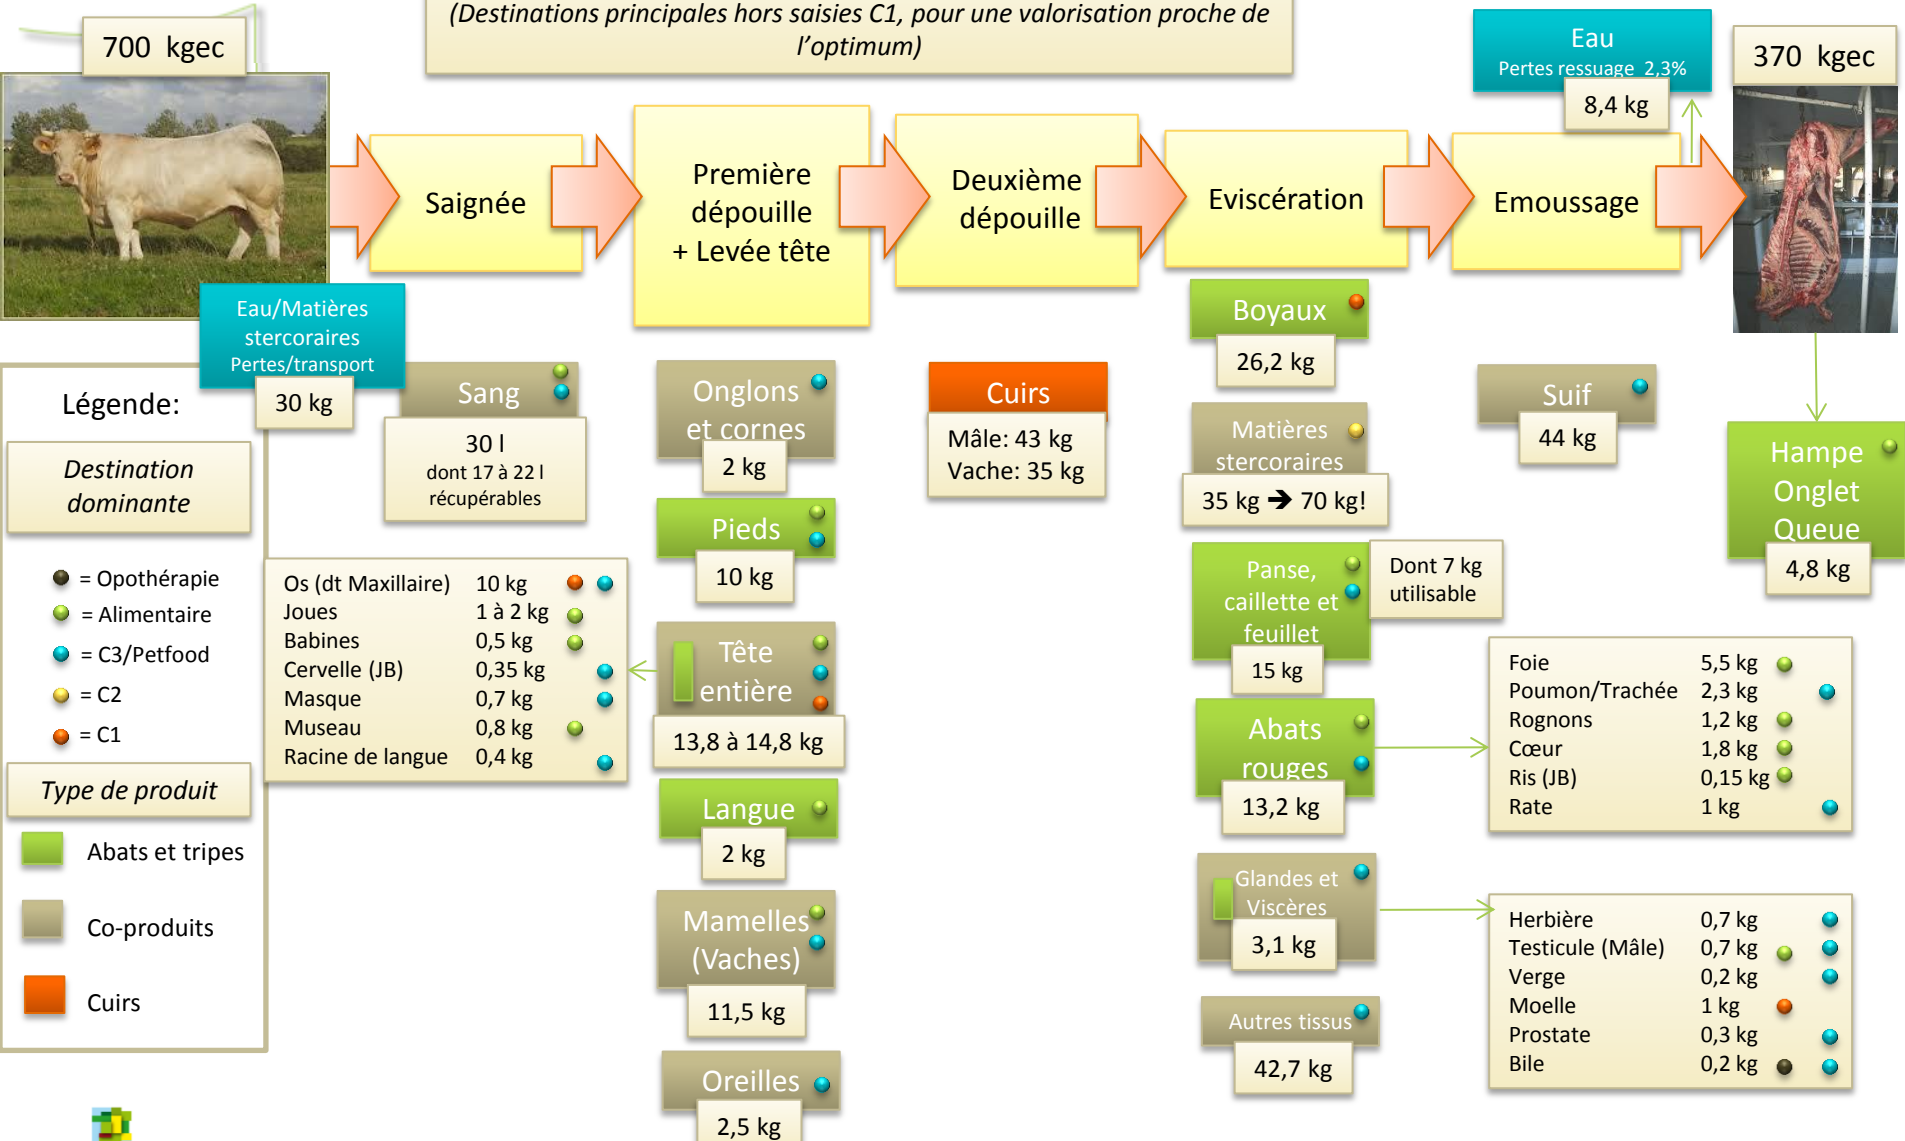 (Destinations principales hors saisies C1, pour une valorisation proche de
l’optimum)
700 kgec
Eau
Pertes ressuage 2,3%
8,4 kg
370 kgec
Saignée
Première
dépouille
+ Levée tête
Deuxième
dépouille
Eviscération
Emoussage
Eau/Matières
stercoraires
Pertes/transport
30 kg
Sang
30 l
dont 17 à 22 l
récupérables
Onglons
et cornes
2 kg
Pieds
10 kg
Tête
entière
13,8 à 14,8 kg
Langue
2 kg
Mamelles
(Vaches)
11,5 kg
Oreilles
2,5 kg
Os (dt Maxillaire) 10 kg
Joues 1 à 2 kg
Babines 0,5 kg
Cervelle (JB) 0,35 kg
Masque 0,7 kg
Museau 0,8 kg
Racine de langue 0,4 kg
Cuirs
Mâle: 43 kg
Vache: 35 kg
Boyaux
26,2 kg
Matières
stercoraires
35 kg ➔ 70 kg!
Panse,
caillette et
feuillet
15 kg
Dont 7 kg
utilisable
Abats
rouges
13,2 kg
Foie 5,5 kg
Poumon/Trachée 2,3 kg
Rognons 1,2 kg
Cœur 1,8 kg
Ris (JB) 0,15 kg
Rate 1 kg
Glandes et
Viscères
3,1 kg
Herbière 0,7 kg
Testicule (Mâle) 0,7 kg
Verge 0,2 kg
Moelle 1 kg
Prostate 0,3 kg
Bile 0,2 kg
Autres tissus
42,7 kg
Suif
44 kg
Hampe
Onglet
Queue
4,8 kg
Légende:
Destination
dominante
= Opothérapie
= Alimentaire
= C3/Petfood
= C2
= C1
Type de produit
Abats et tripes
Co-produits
Cuirs